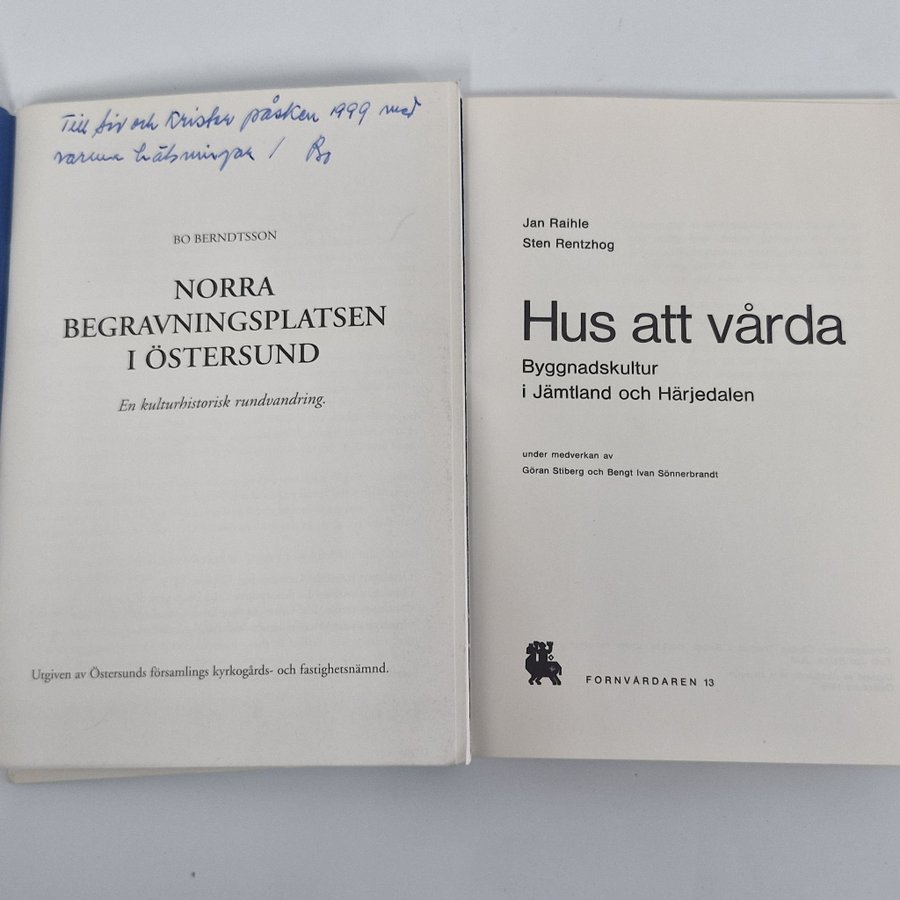 Till Siv och Krister påsken 1999 med
varma hälsningar / Bo
BO BERNDTSSON
NORRA
BEGRAVNINGSPLATSEN
I ÖSTERSUND
En kulturhistorisk rundvandring.
Utgiven av Östersunds församlings kyrkogårds- och fastighetsnämnd.
Jan Raihle
Sten Rentzhog
Hus att vårda
Byggnadskultur
i Jämtland och Härjedalen
under medverkan av
Göran Stiberg och Bengt Ivan Sönnerbrandt
FORNVÅRDAREN 13